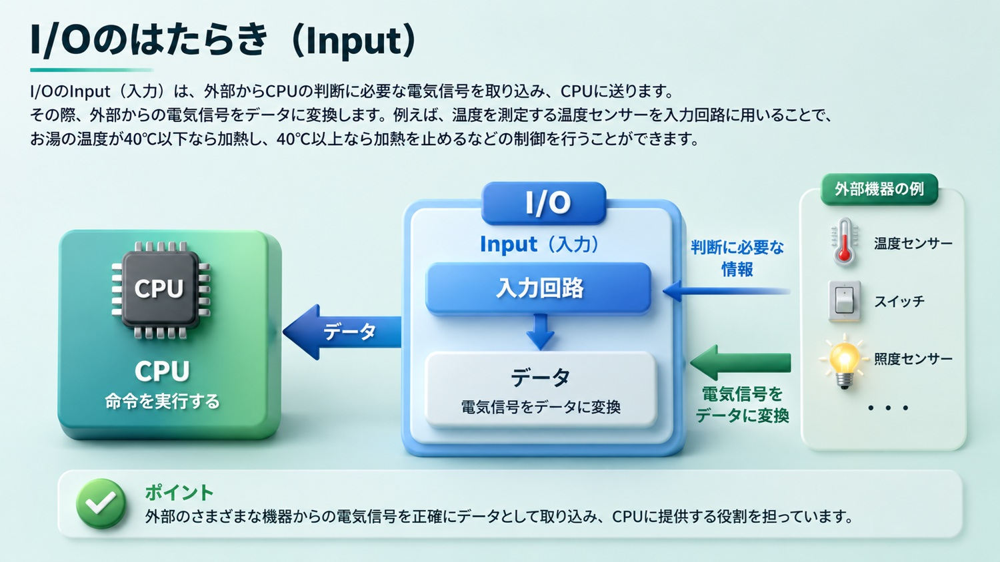 I/Oのはたらき（Input）
I/OのInput（入力）は、外部からCPUの判断に必要な電気信号を取り込み、CPUに送ります。
その際、外部からの電気信号をデータに変換します。例えば、温度を測定する温度センサーを入力回路に用いることで、
お湯の温度が40℃以下なら加熱し、40℃以上なら加熱を止めるなどの制御を行うことができます。
CPU
CPU
命令を実行する
データ
I/O
Input（入力）
入力回路
データ
電気信号をデータに変換
判断に必要な
情報
電気信号を
データに変換
外部機器の例
温度センサー
スイッチ
照度センサー
・・・
ポイント
外部のさまざまな機器からの電気信号を正確にデータとして取り込み、CPUに提供する役割を担っています。